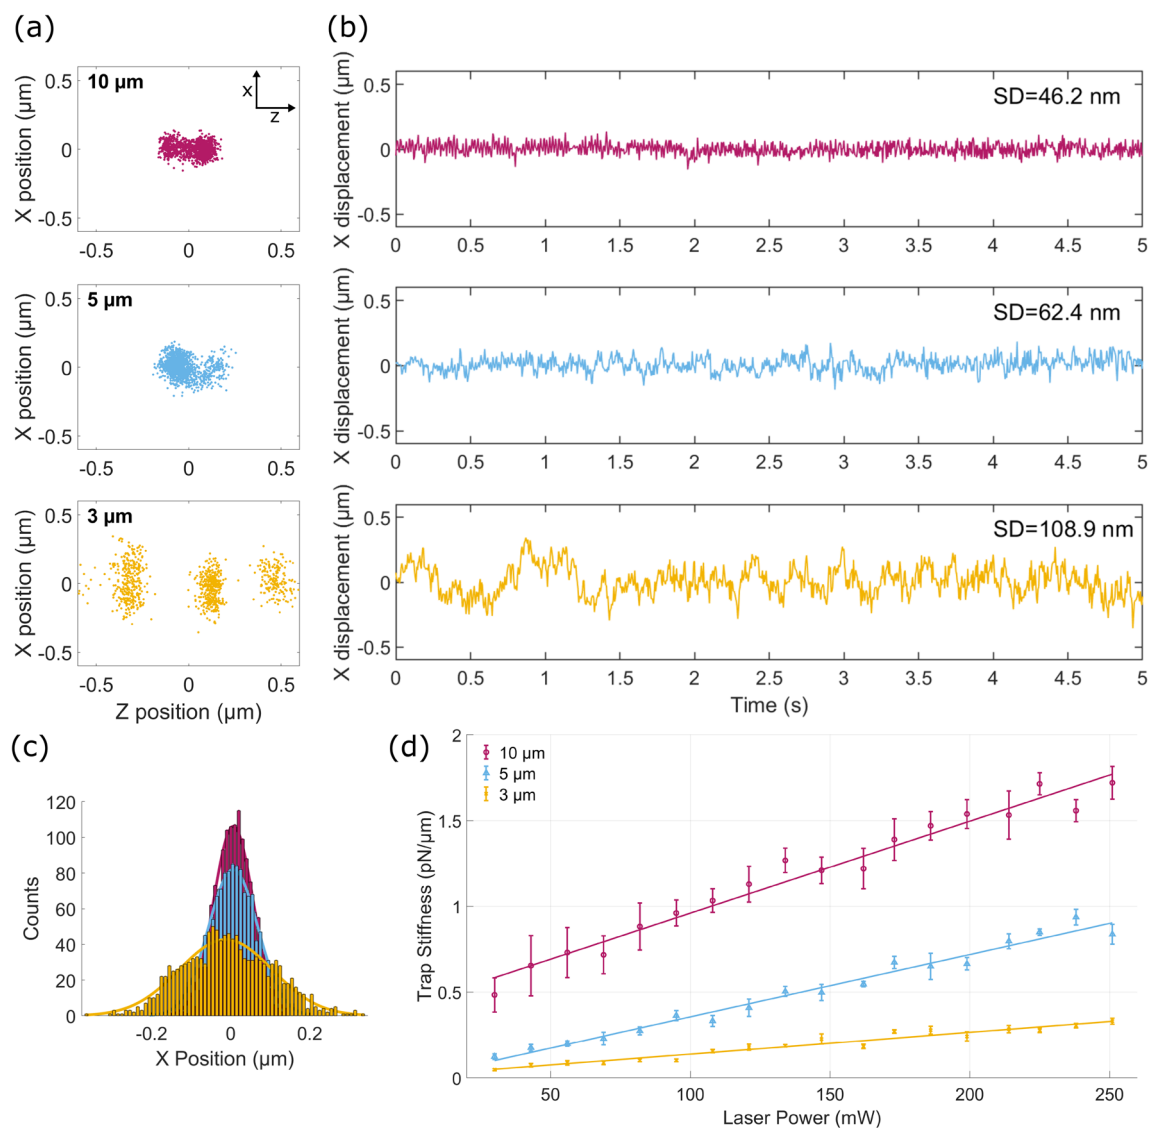 (a)
10 µm
x
z
X position (µm)
0.5
0
-0.5
-0.5
0
0.5
5 µm
X position (µm)
0.5
0
-0.5
-0.5
0
0.5
3 µm
X position (µm)
0.5
0
-0.5
-0.5
0
0.5
Z position (µm)
(b)
SD=46.2 nm
X displacement (µm)
0.5
0
-0.5
0 0.5 1 1.5 2 2.5 3 3.5 4 4.5 5
SD=62.4 nm
X displacement (µm)
0.5
0
-0.5
0 0.5 1 1.5 2 2.5 3 3.5 4 4.5 5
SD=108.9 nm
X displacement (µm)
0.5
0
-0.5
0 0.5 1 1.5 2 2.5 3 3.5 4 4.5 5
Time (s)
(c)
Counts
120
100
80
60
40
20
0
-0.2 0 0.2
X Position (µm)
(d)
10 µm
5 µm
3 µm
Trap Stiffness (pN/µm)
2
1.5
1
0.5
0
50 100 150 200 250
Laser Power (mW)